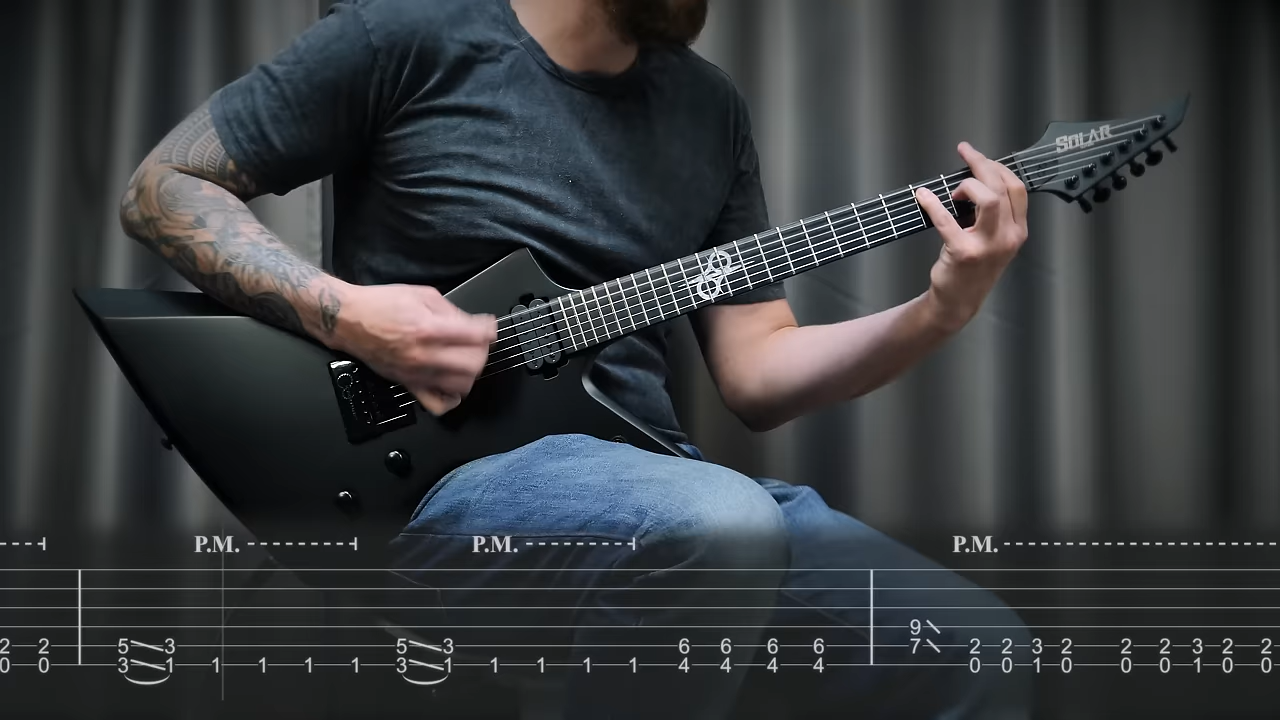 SOLAR
P.M. P.M. P.M.
9
2 2 5 3 5 3 6 6 6 6 7 2 2 3 2 2 2 3 2 2
0 0 3 1 1 1 1 1 3 1 1 1 1 1 4 4 4 4 0 0 1 0 0 0 1 0 0